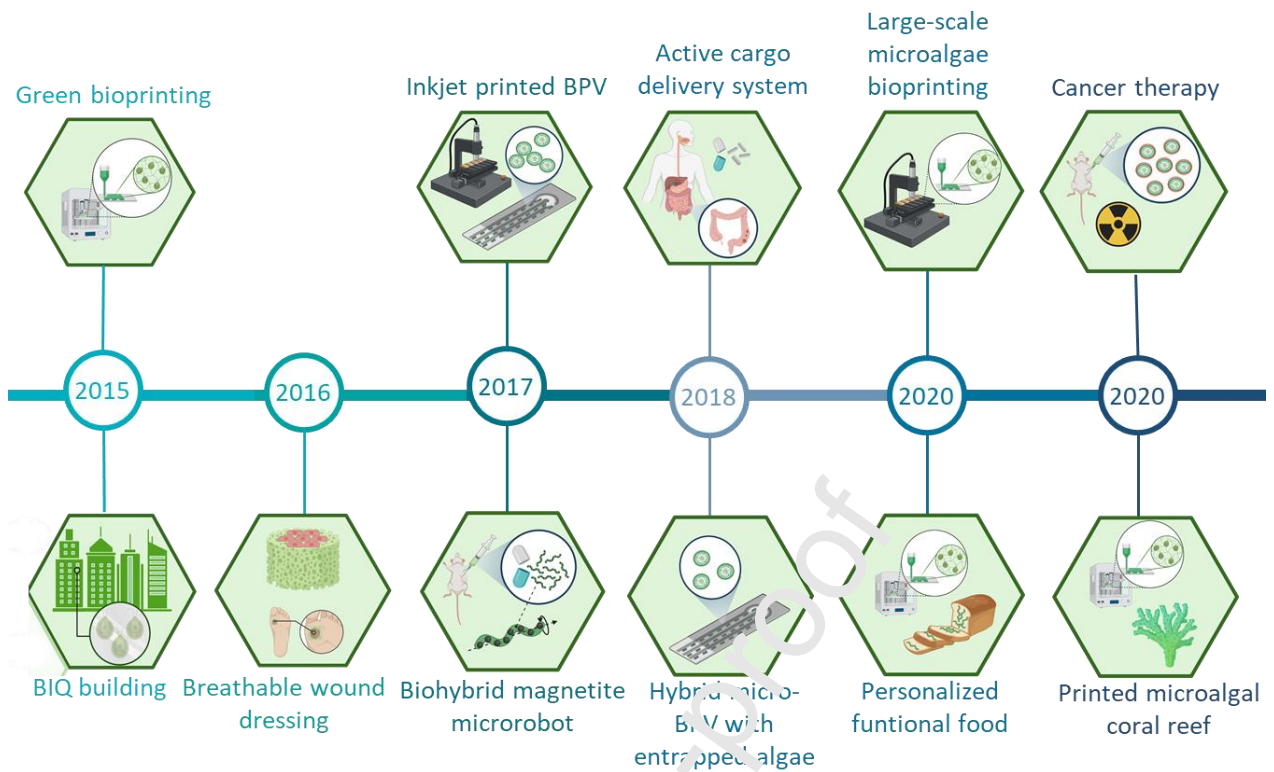 Green bioprinting
Inkjet printed BPV
Active cargo
delivery system
Large-scale
microalgae
bioprinting
Cancer therapy
2015
2016
2017
2018
2020
2020
BIQ building
Breathable wound
dressing
Biohybrid magnetite
microrobot
Hybrid micro-
BPV with
entrapped algae
Personalized
funtional food
Printed microalgal
coral reef
-proof